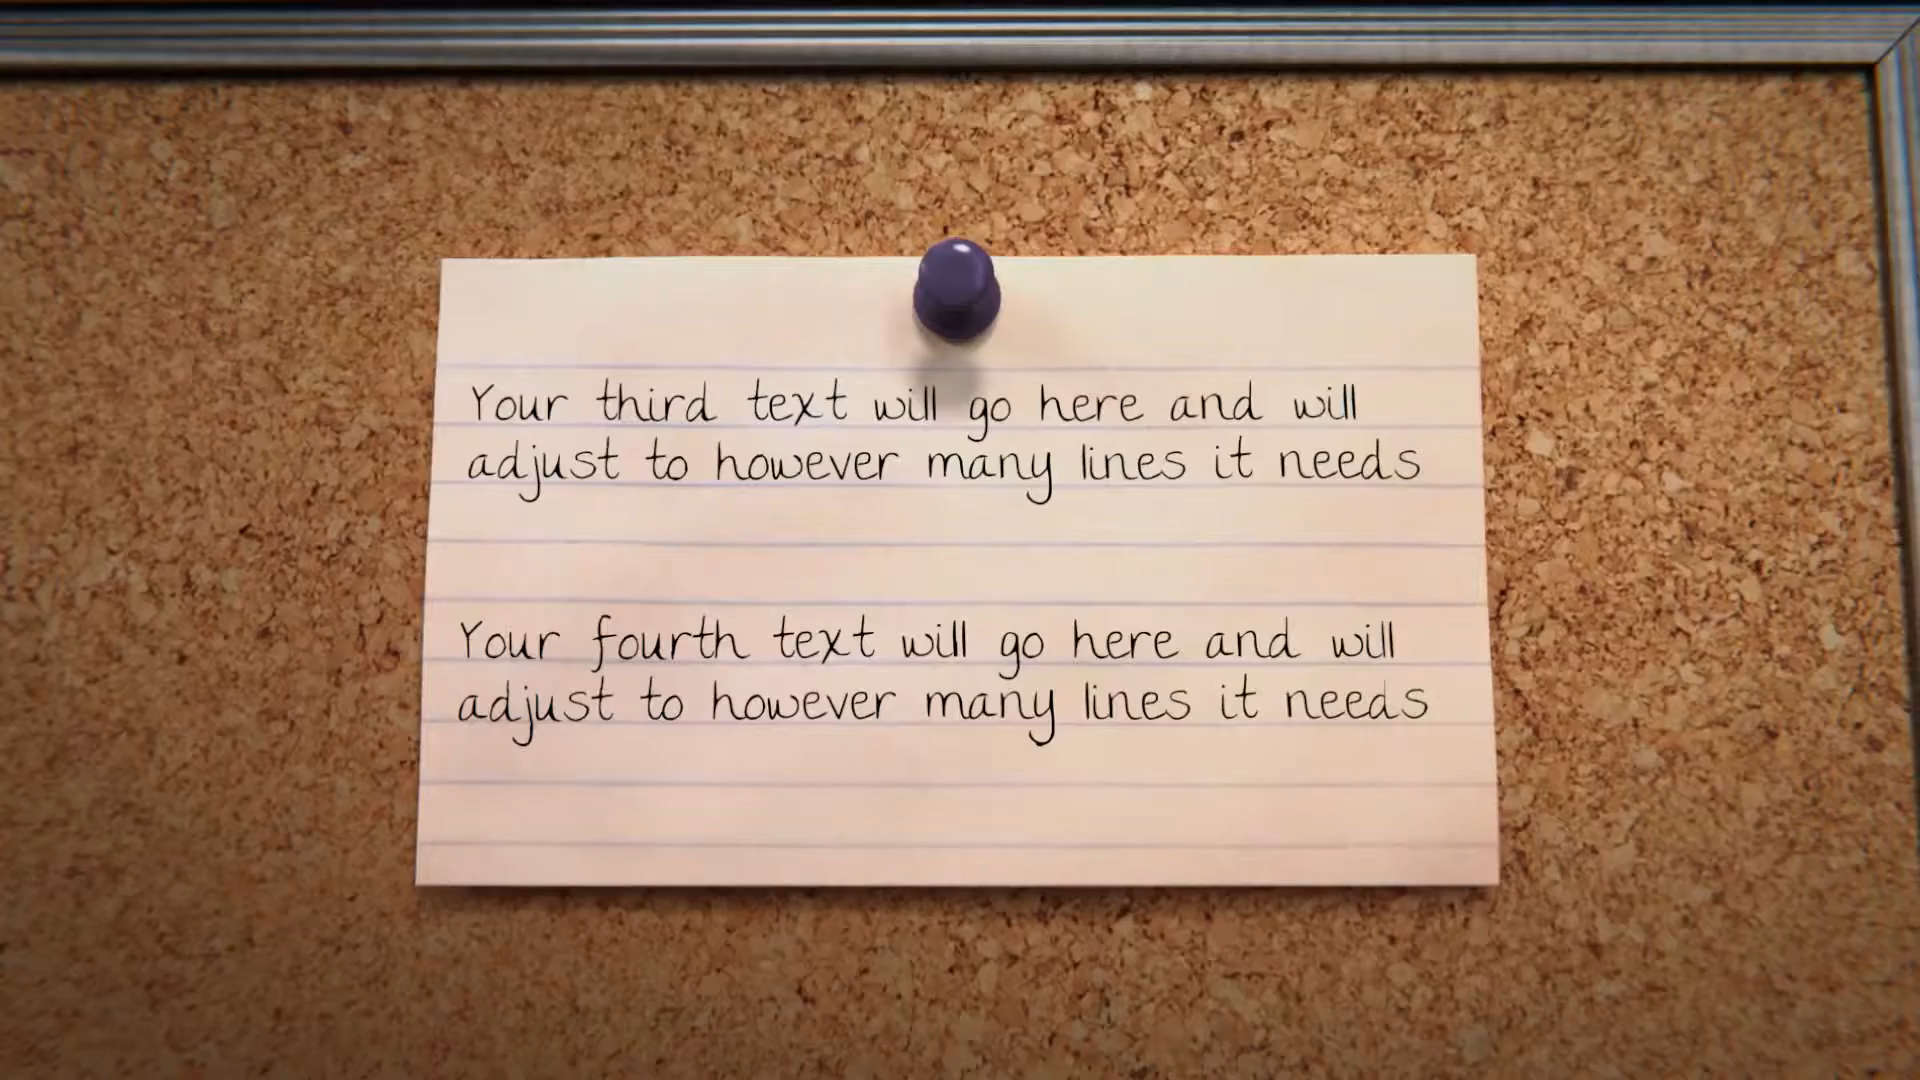 Your third text will go here and will
adjust to however many lines it needs
Your fourth text will go here and will
adjust to however many lines it needs